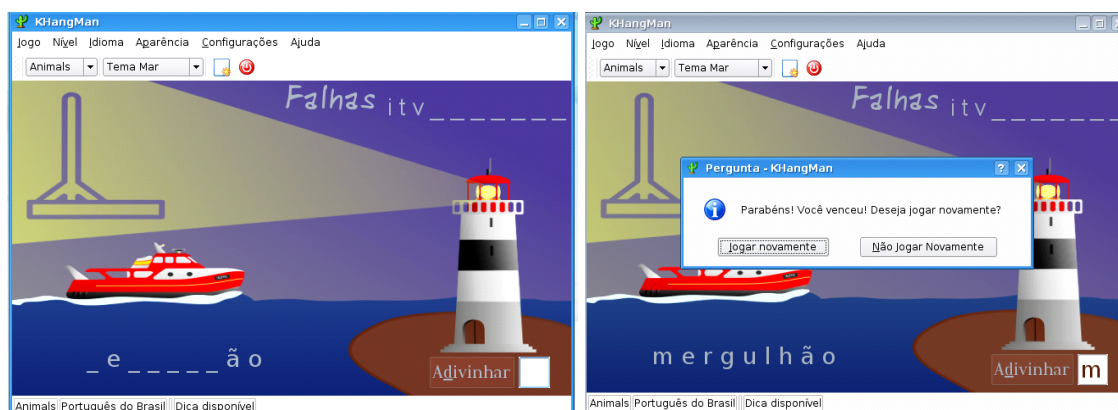 KHangMan
Jogo Nível Idioma Aparência Configurações Ajuda
Animals Tema Mar
Falhas i t v _ _ _ _ _ _ _
_ e _ _ _ _ _ ã o
Adivinhar
Animals Português do Brasil Dica disponível
KHangMan
Jogo Nível Idioma Aparência Configurações Ajuda
Animals Tema Mar
Falhas i t v _ _ _ _ _ _ _
Pergunta - KHangMan
Parabéns! Você venceu! Deseja jogar novamente?
Jogar novamente Não Jogar Novamente
m e r g u l h ã o
Adivinhar m
Animals Português do Brasil Dica disponível